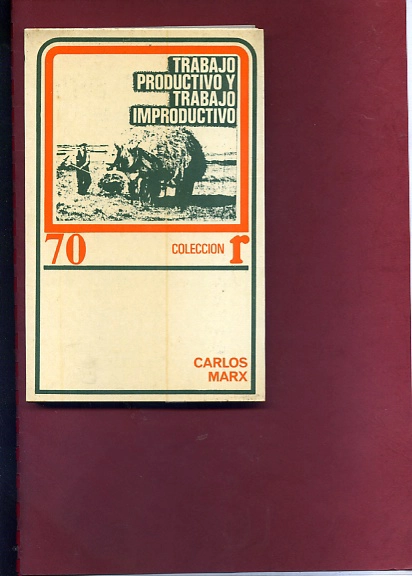 TRABAJO
PRODUCTIVO Y
TRABAJO
IMPRODUCTIVO
70 COLECCION r
CARLOS
MARX